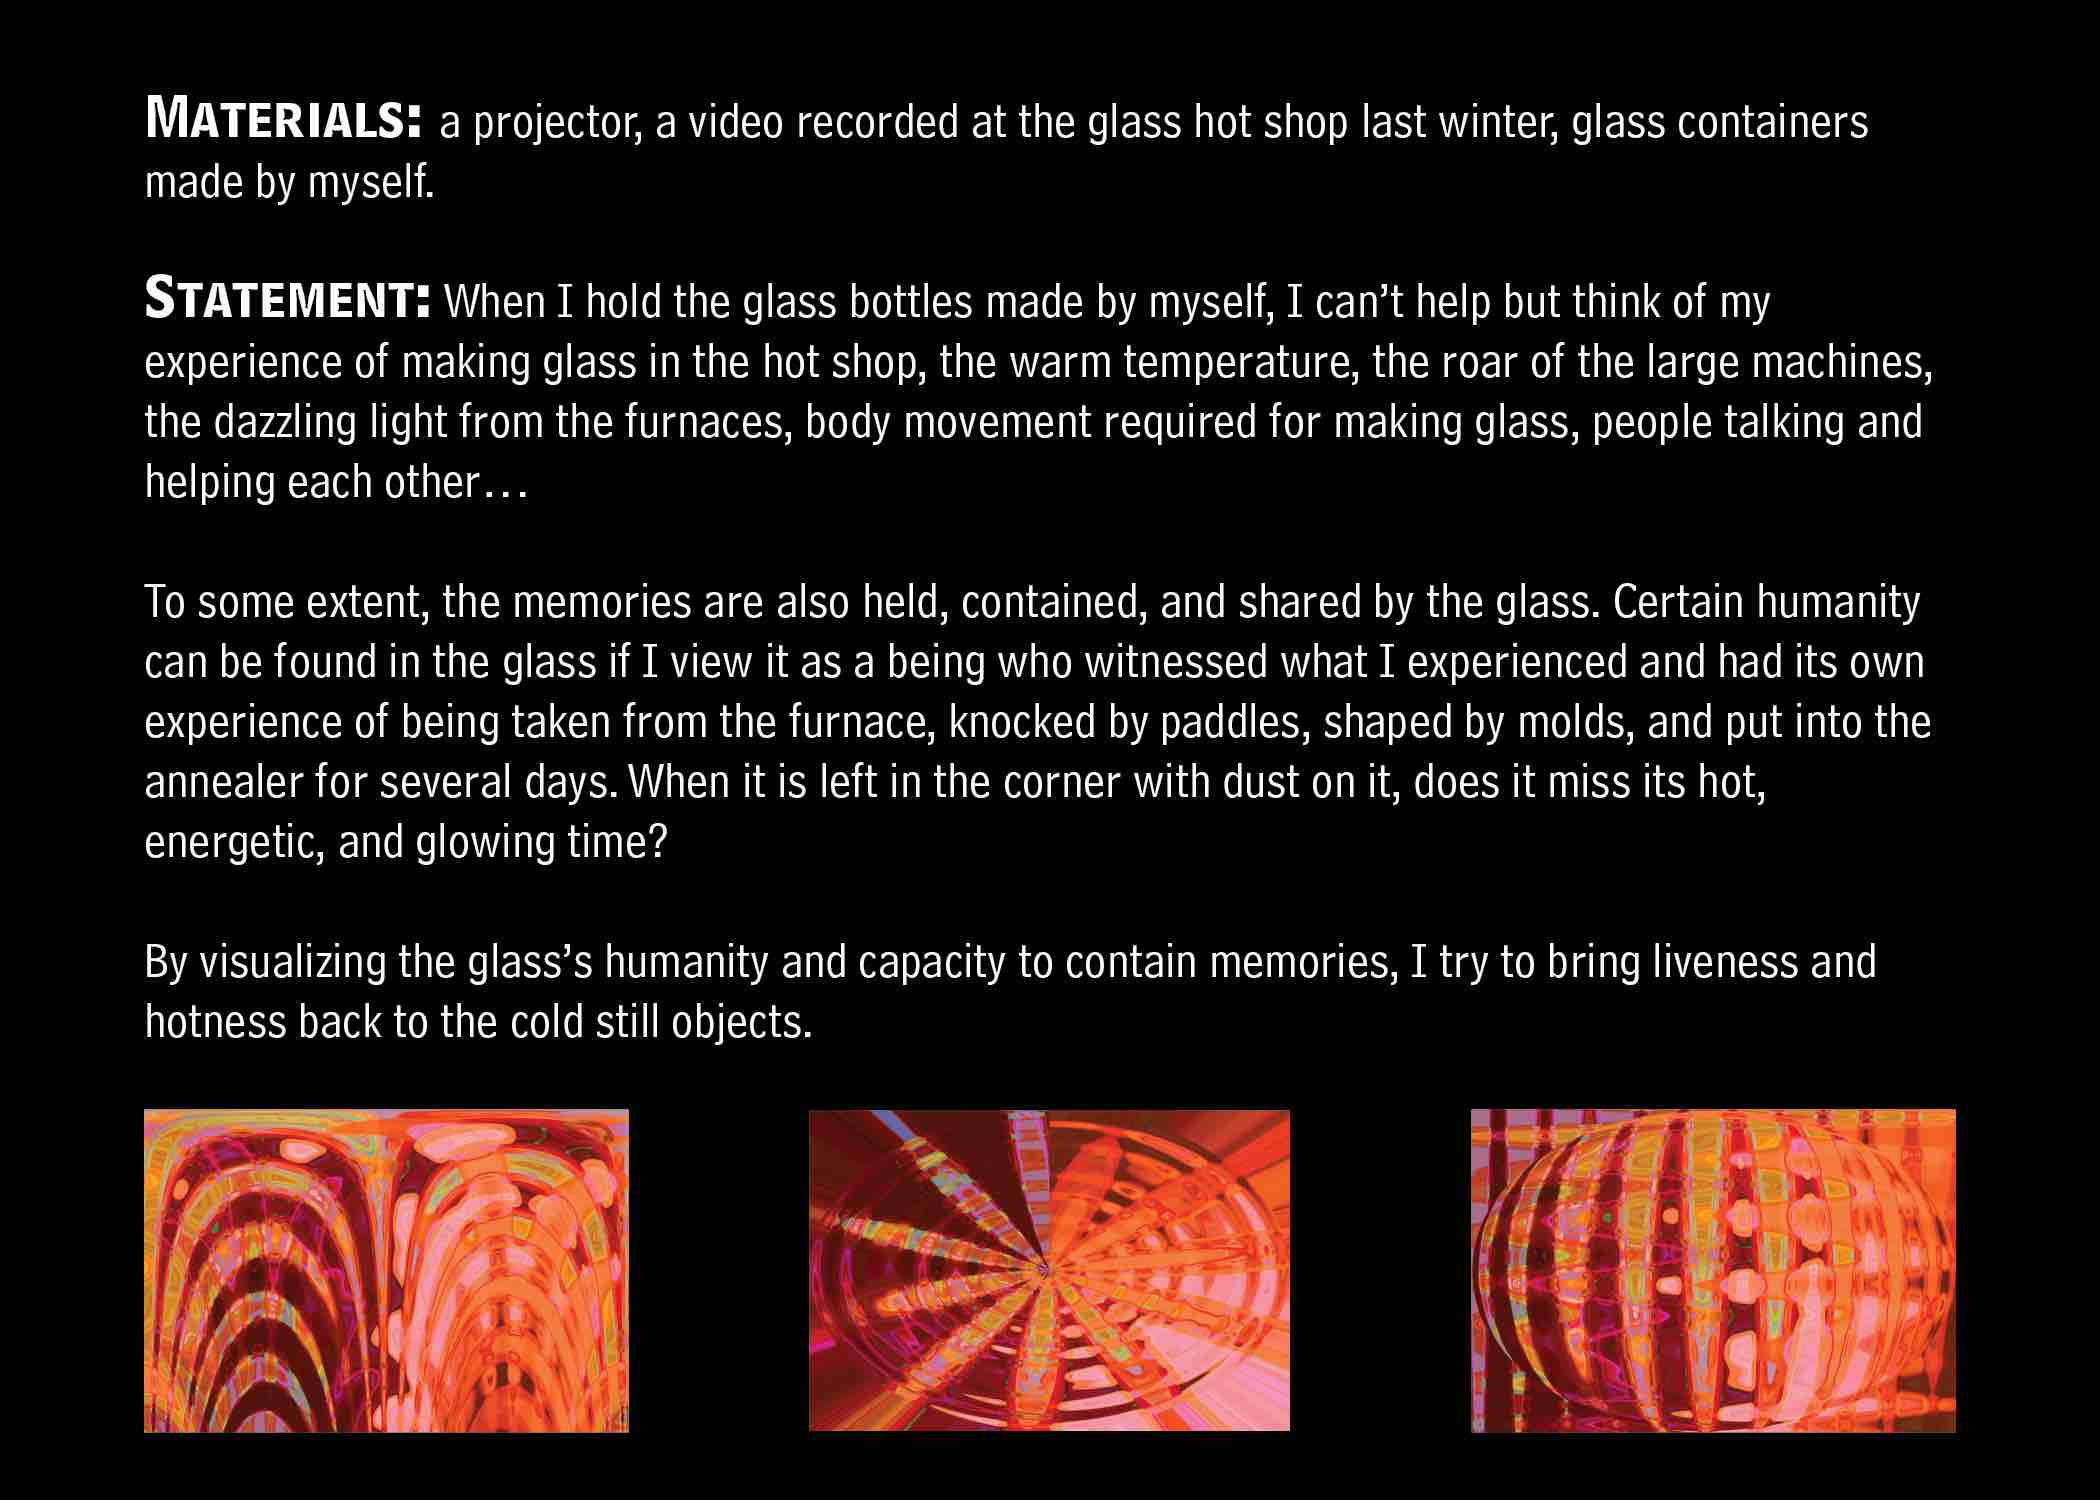 MATERIALS: a projector, a video recorded at the glass hot shop last winter, glass containers
made by myself.
STATEMENT: When I hold the glass bottles made by myself, I can’t help but think of my
experience of making glass in the hot shop, the warm temperature, the roar of the large machines,
the dazzling light from the furnaces, body movement required for making glass, people talking and
helping each other…
To some extent, the memories are also held, contained, and shared by the glass. Certain humanity
can be found in the glass if I view it as a being who witnessed what I experienced and had its own
experience of being taken from the furnace, knocked by paddles, shaped by molds, and put into the
annealer for several days. When it is left in the corner with dust on it, does it miss its hot,
energetic, and glowing time?
By visualizing the glass’s humanity and capacity to contain memories, I try to bring liveness and
hotness back to the cold still objects.